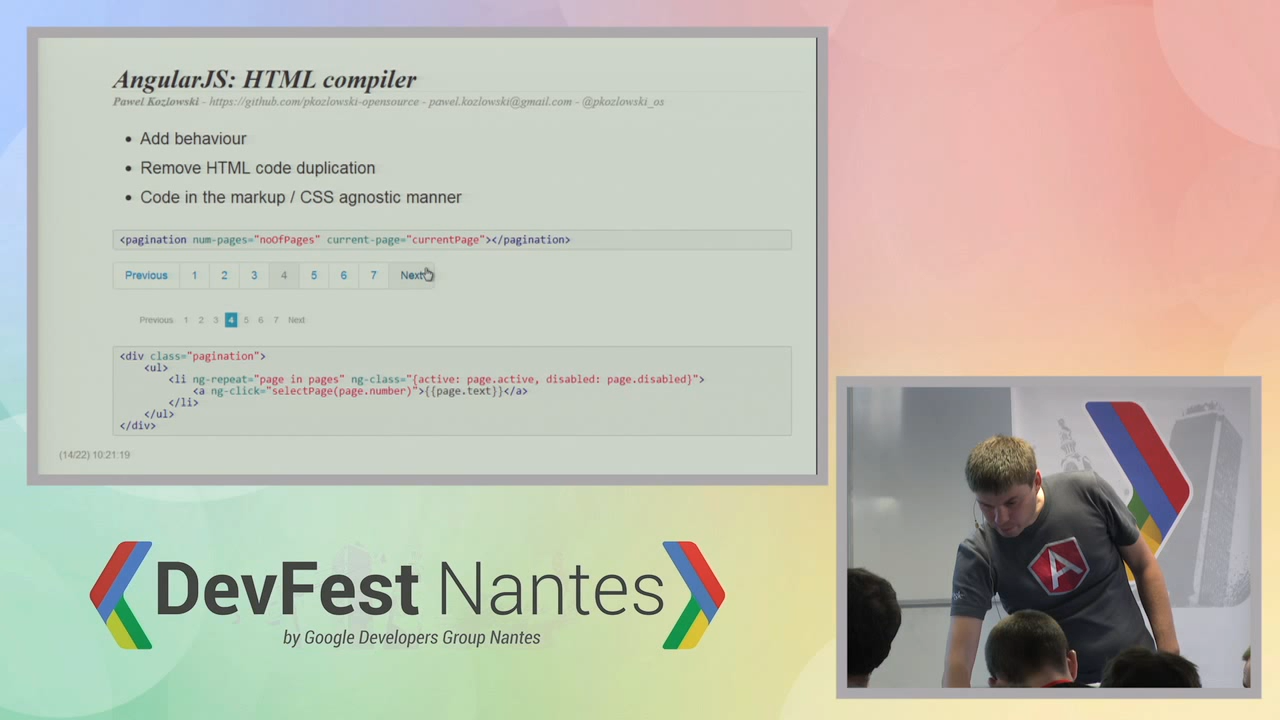 AngularJS: HTML compiler
Pawel Kozlowski - https://github.com/pkozlowski-opensource - pawel.kozlowski@gmail.com - @pkozlowski_os
• Add behaviour
• Remove HTML code duplication
• Code in the markup / CSS agnostic manner
<pagination num-pages="noOfPages" current-page="currentPage"></pagination>
Previous 1 2 3 4 5 6 7 Next
Previous 1 2 3 4 5 6 7 Next
<div class="pagination">
<ul>
<li ng-repeat="page in pages" ng-class="{active: page.active, disabled: page.disabled}">
<a ng-click="selectPage(page.number)">{{page.text}}</a>
</li>
</ul>
</div>
(14/22) 10:21:19
A
DevFest Nantes
by Google Developers Group Nantes